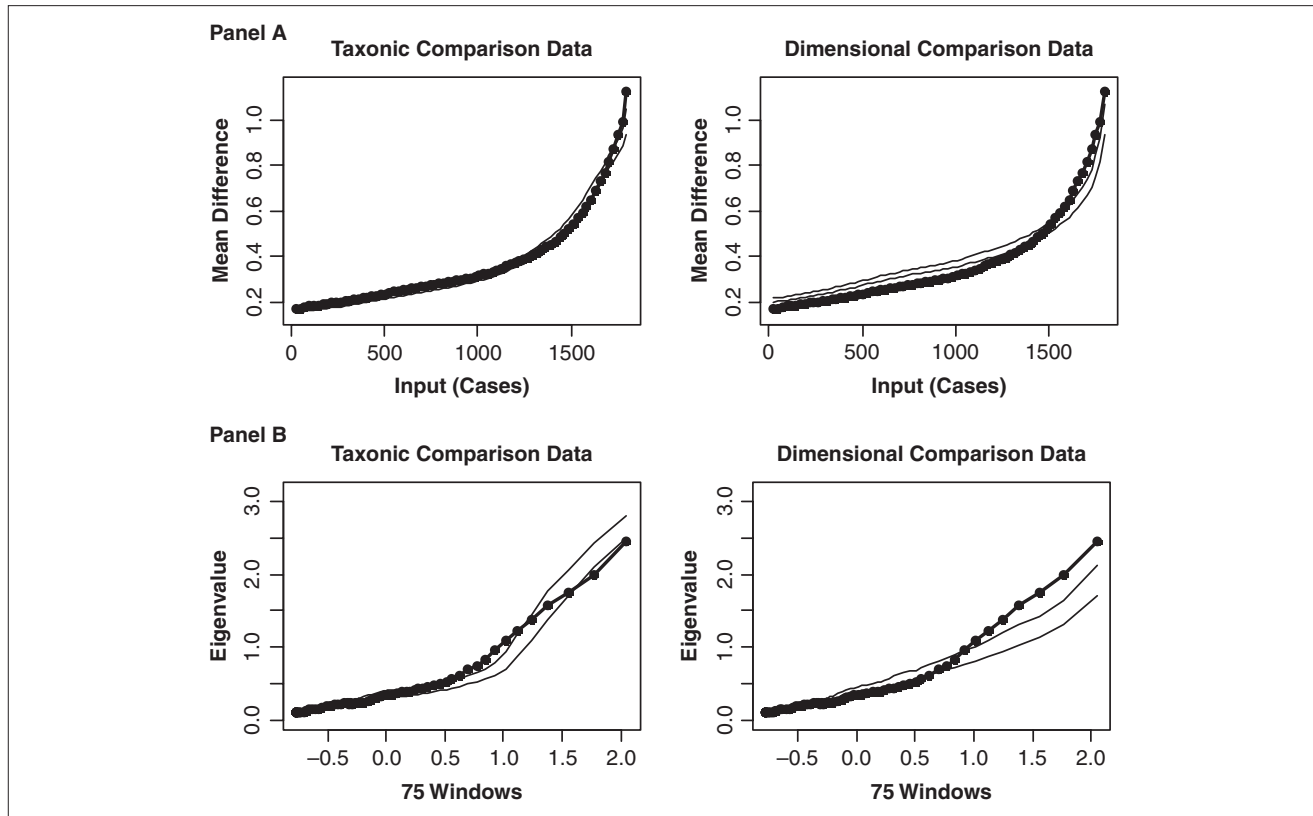 Panel A
Taxonic Comparison Data
Dimensional Comparison Data
Mean Difference
0.2 0.4 0.6 0.8 1.0
0 500 1000 1500
Input (Cases)
Mean Difference
0.2 0.4 0.6 0.8 1.0
0 500 1000 1500
Input (Cases)
Panel B
Taxonic Comparison Data
Dimensional Comparison Data
Eigenvalue
0.0 1.0 2.0 3.0
−0.5 0.0 0.5 1.0 1.5 2.0
75 Windows
Eigenvalue
0.0 1.0 2.0 3.0
−0.5 0.0 0.5 1.0 1.5 2.0
75 Windows